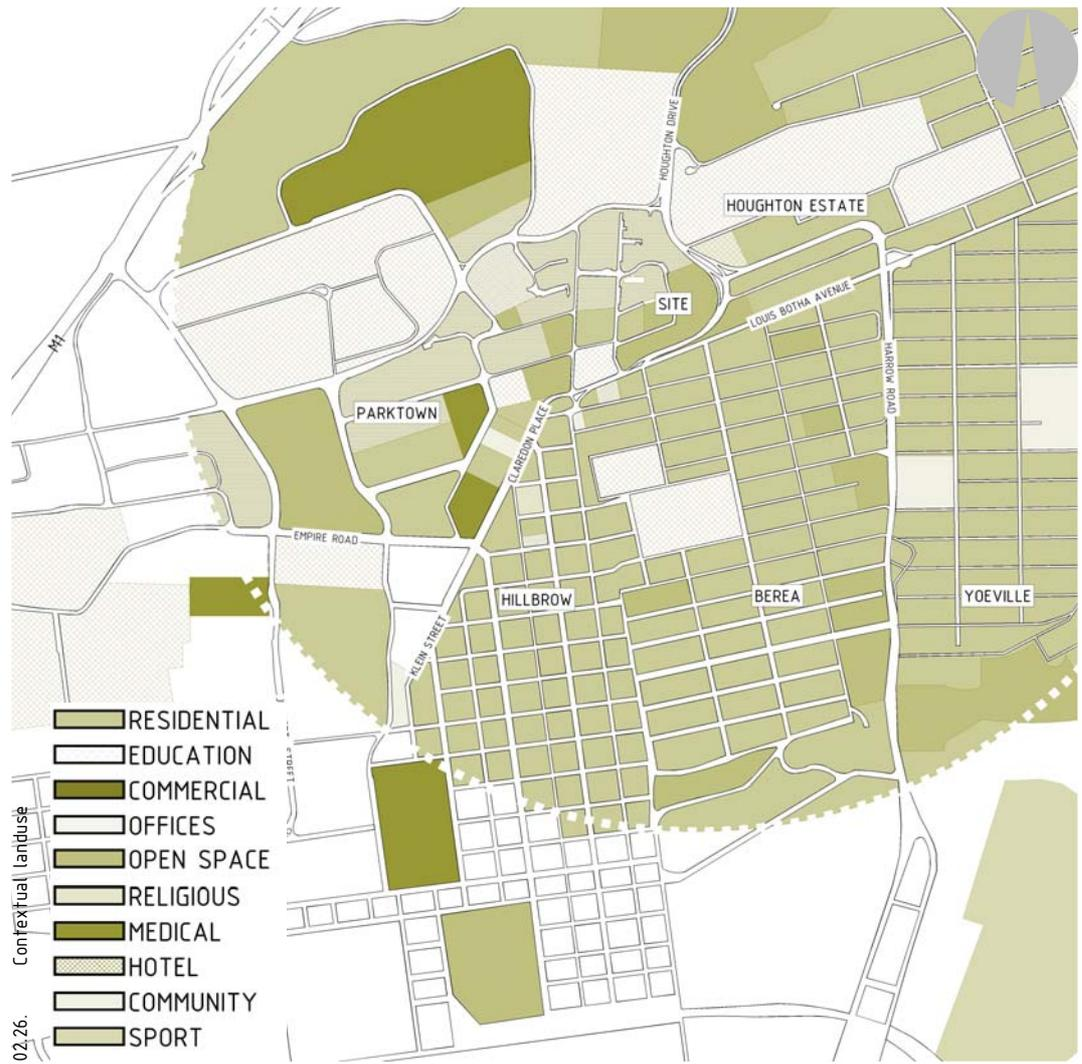 HOUGHTON DRIVE
HOUGHTON ESTATE
SITE
LOUIS BOTHA AVENUE
M1
HARROW ROAD
PARKTOWN
CLAREDON PLACE
EMPIRE ROAD
HILLBROW
BEREA
YOEVILLE
KLEIN STREET
RESIDENTIAL
EDUCATION
COMMERCIAL
OFFICES
OPEN SPACE
RELIGIOUS
MEDICAL
HOTEL
COMMUNITY
SPORT
02.26. Contextual landuse